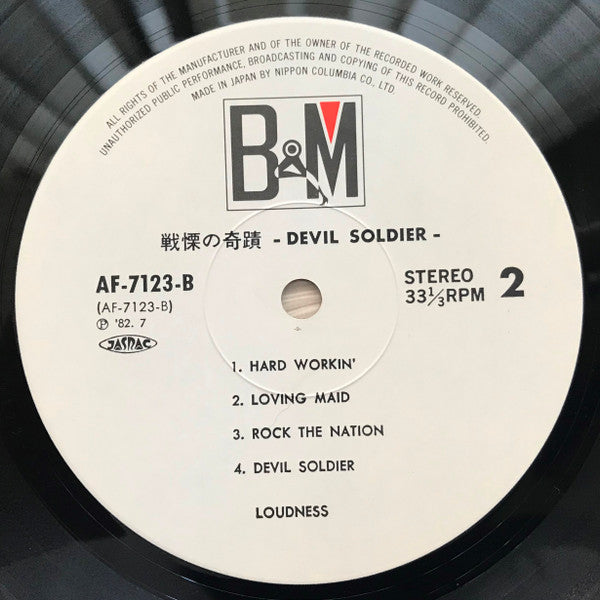 ALL RIGHTS OF THE MANUFACTURER AND OF THE OWNER OF THE RECORDED WORK RESERVED.
UNAUTHORIZED PUBLIC PERFORMANCE, BROADCASTING AND COPYING OF THIS RECORD PROHIBITED.
MADE IN JAPAN BY NIPPON COLUMBIA CO., LTD.
B&M
戦慄の奇蹟 - DEVIL SOLDIER -
AF-7123-B
(AF-7123-B)
Ⓟ '82. 7
JASRAC
STEREO
33⅓RPM
2
1. HARD WORKIN'
2. LOVING MAID
3. ROCK THE NATION
4. DEVIL SOLDIER
LOUDNESS